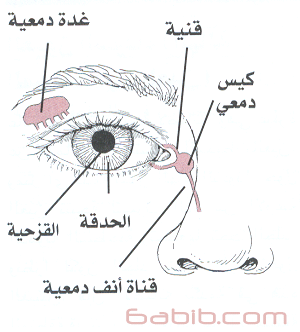 غدة دمعية
قنية
كيس
دمعي
الحدقة
القزحية
قناة أنف دمعية
6abib.com